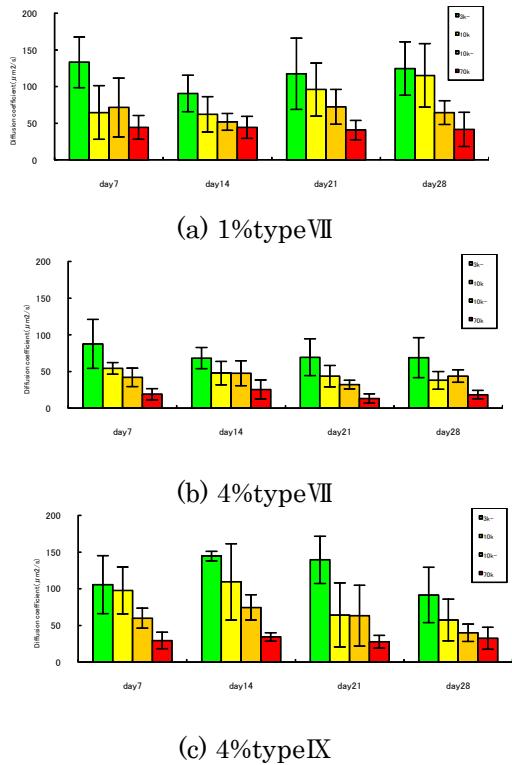 200
150
100
50
0
Diffusion coefficient(μm2/s)
3k-
10k
10k-
70k
day7 day14 day21 day28
(a) 1%typeⅦ
200
150
100
50
0
Diffusion coefficient(μm2/s)
3k-
10k
10k-
70k
day7 day14 day21 day28
(b) 4%typeⅦ
200
150
100
50
0
Diffusion coefficient(μm2/s)
3k-
10k
10k-
70k
day7 day14 day21 day28
(c) 4%typeⅨ